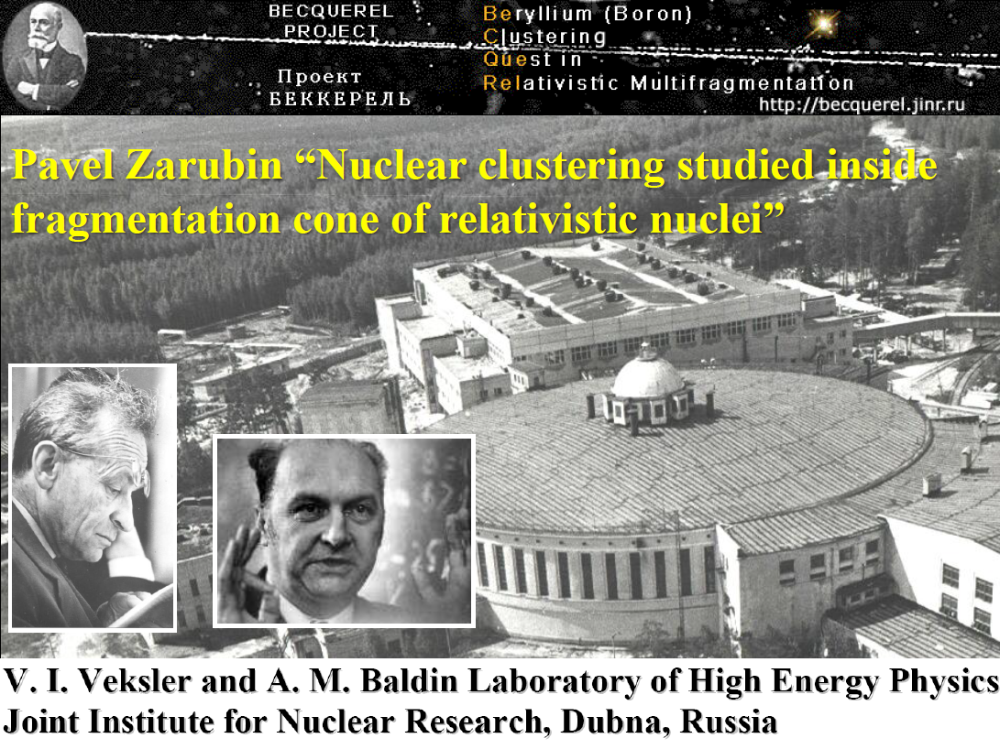 BECQUEREL
PROJECT
Проект
БЕККЕРЕЛЬ
Beryllium (Boron)
Clustering
Quest in
Relativistic Multifragmentation
http://becquerel.jinr.ru
Pavel Zarubin “Nuclear clustering studied inside
fragmentation cone of relativistic nuclei”
V. I. Veksler and A. M. Baldin Laboratory of High Energy Physics
Joint Institute for Nuclear Research, Dubna, Russia